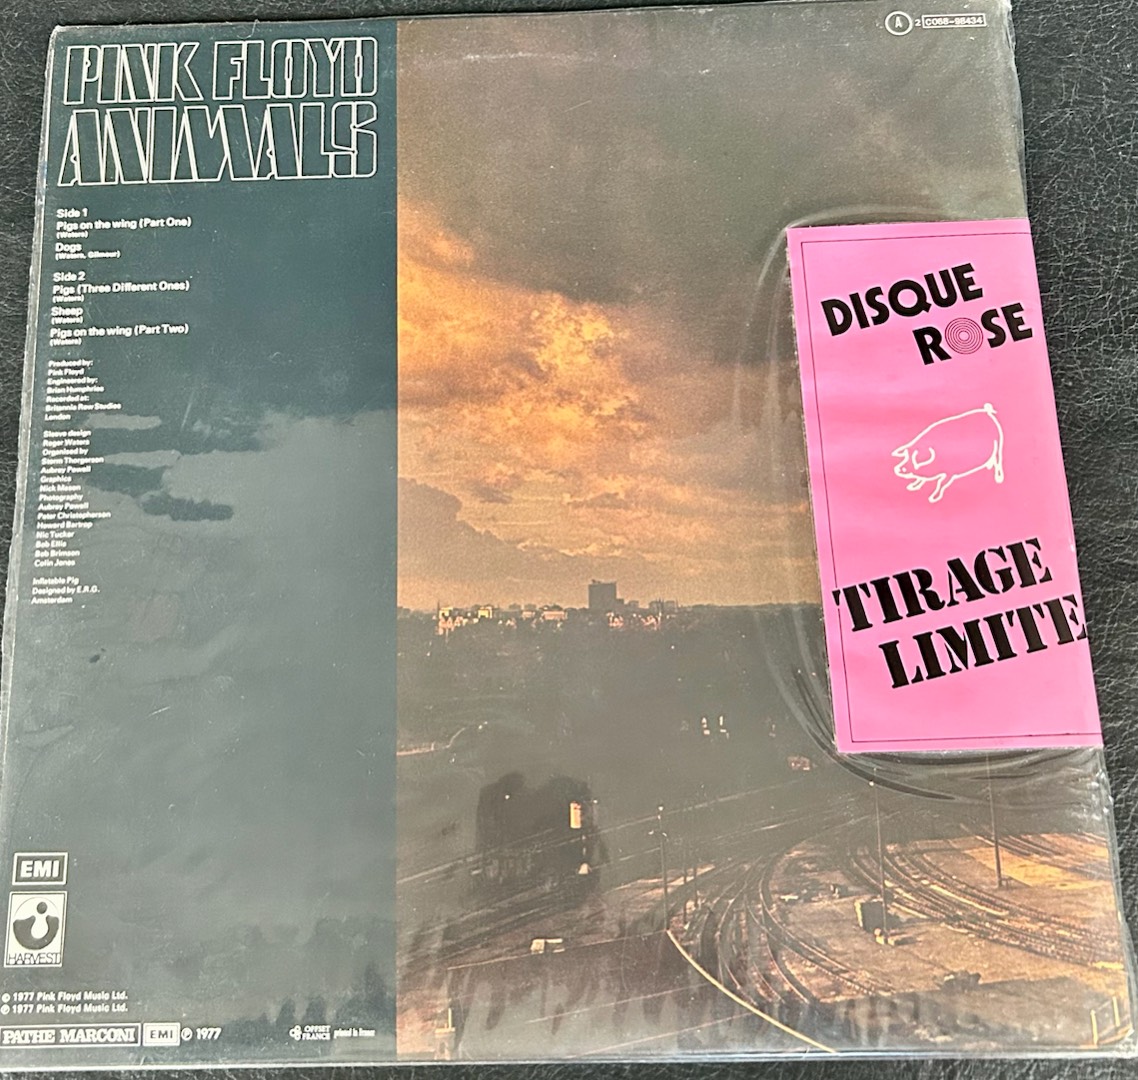 PINK FLOYD
ANIMALS
A 2 C068-98434
Side 1
Pigs on the wing (Part One)
(Waters)
Dogs
(Waters, Gilmour)
Side 2
Pigs (Three Different Ones)
(Waters)
Sheep
(Waters)
Pigs on the wing (Part Two)
(Waters)
Produced by:
Pink Floyd
Engineered by:
Brian Humphries
Recorded at:
Britannia Row Studios
London
Sleeve design
Roger Waters
Organised by
Storm Thorgerson
Aubrey Powell
Graphics
Nick Mason
Photography
Aubrey Powell
Peter Christopherson
Howard Bartrop
Nic Tucker
Bob Ellis
Rob Brimson
Colin Jones
Inflatable Pig
Designed by E.R.G.
Amsterdam
DISQUE
ROSE
TIRAGE
LIMITE
EMI
HARVEST
© 1977 Pink Floyd Music Ltd.
℗ 1977 Pink Floyd Music Ltd.
PATHE MARCONI EMI ℗ 1977
OFFSET
FRANCE printed in france